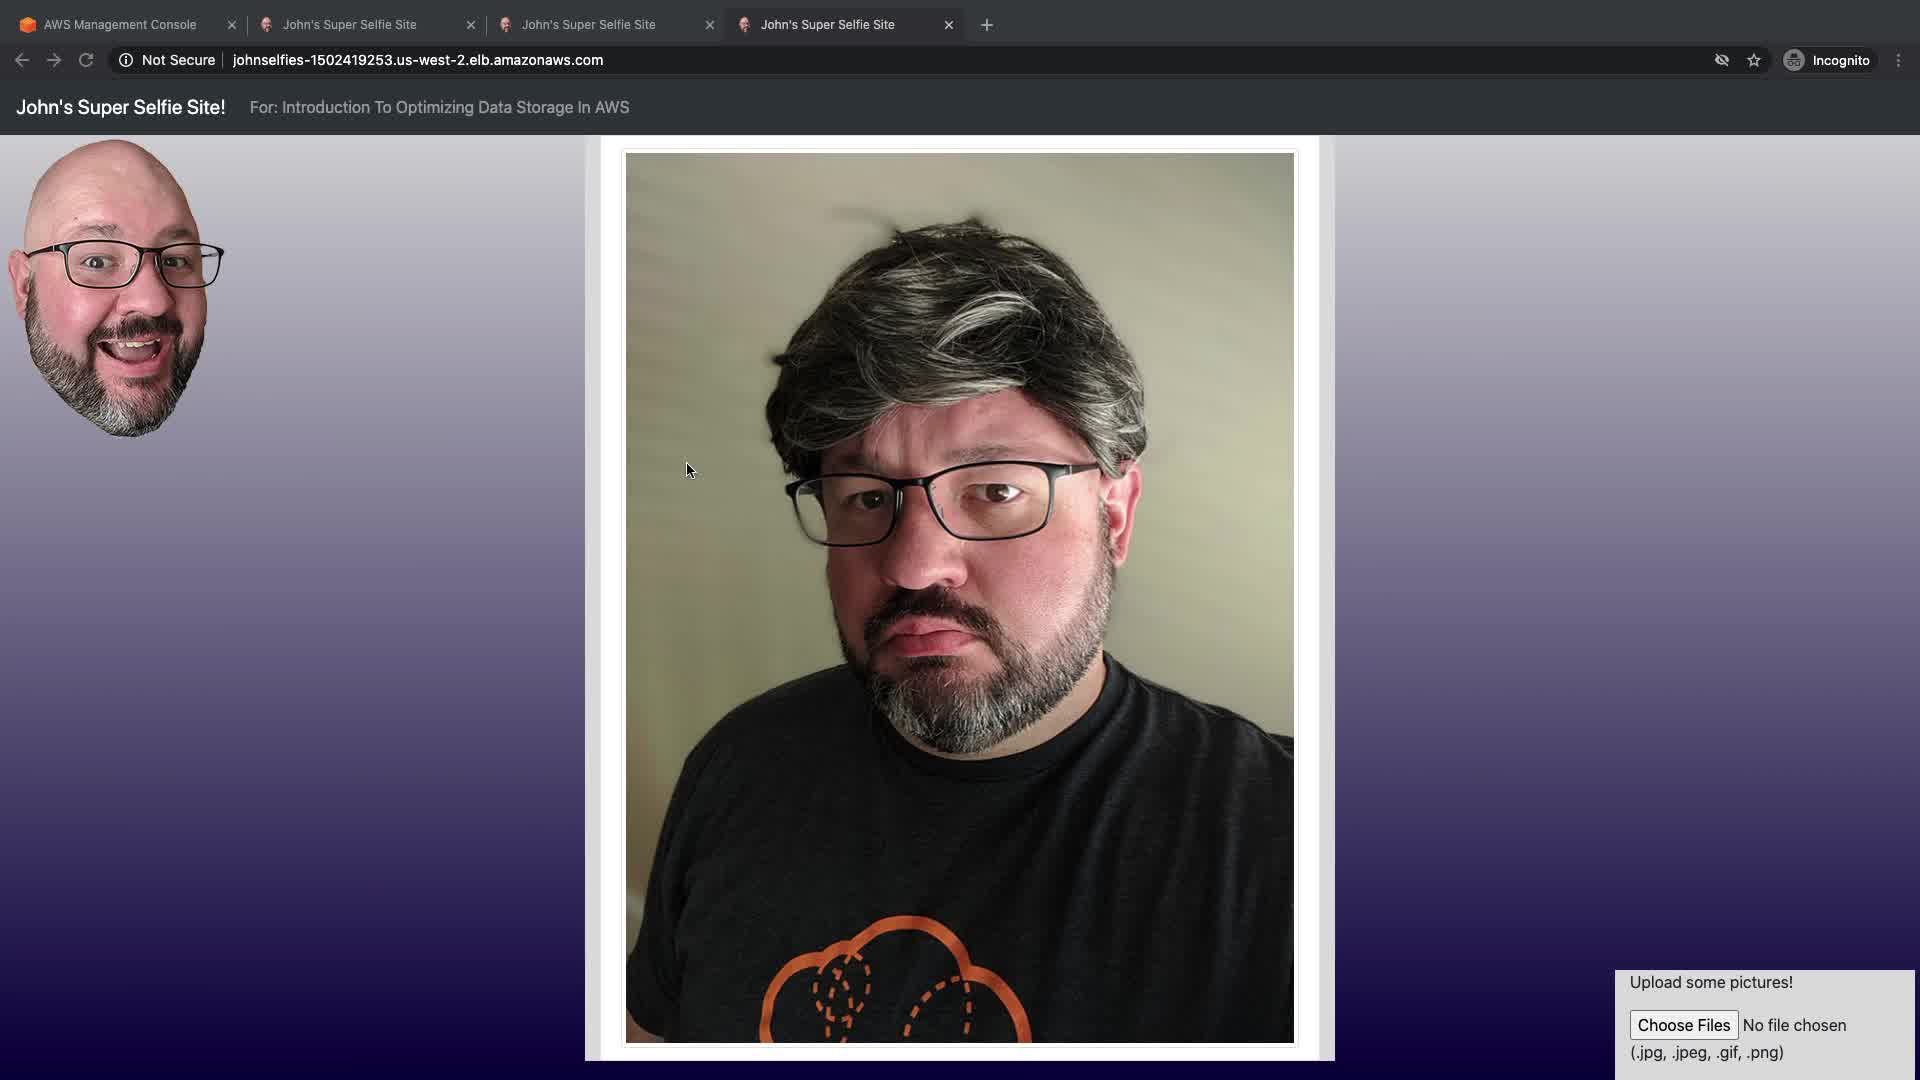 AWS Management Console
John's Super Selfie Site
John's Super Selfie Site
John's Super Selfie Site
Not Secure
johnselfies-1502419253.us-west-2.elb.amazonaws.com
Incognito
John's Super Selfie Site!
For: Introduction To Optimizing Data Storage In AWS
Upload some pictures!
Choose Files No file chosen
(.jpg, .jpeg, .gif, .png)